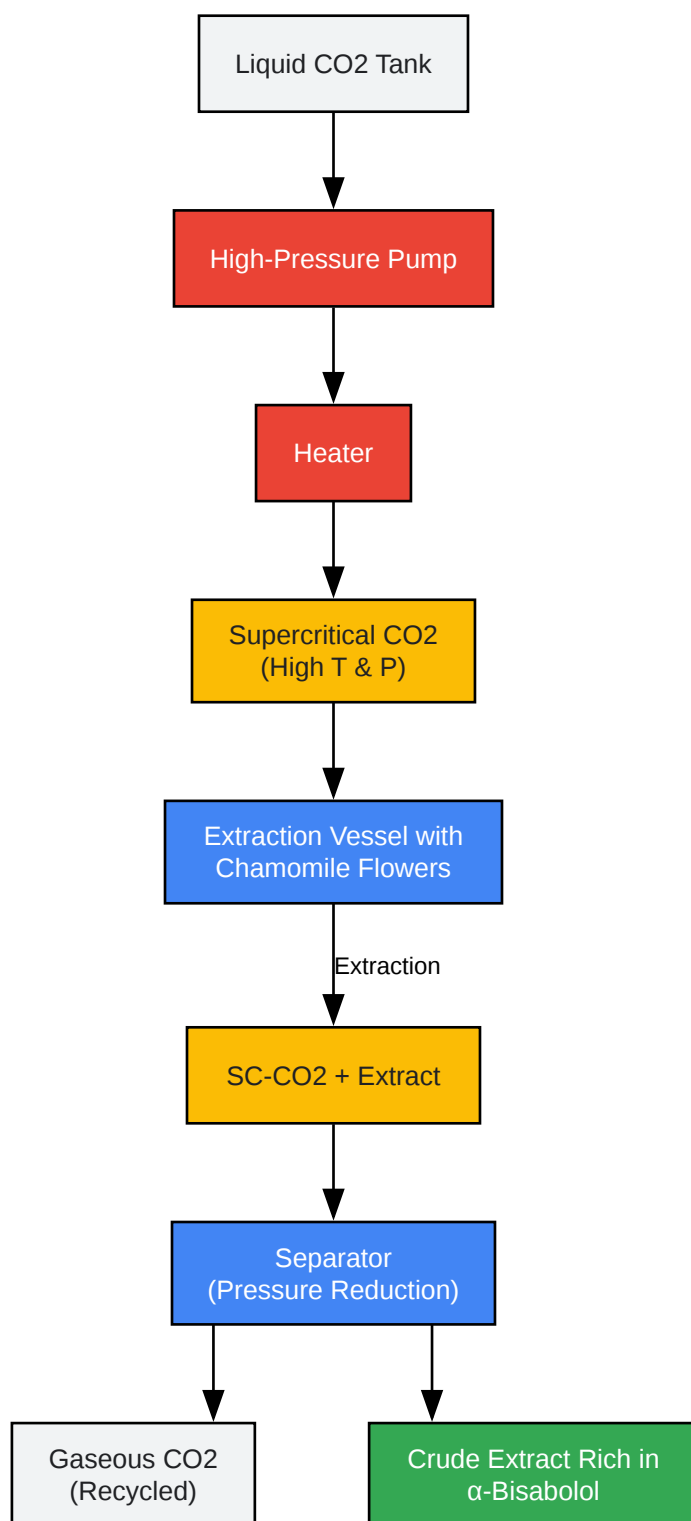 Liquid CO2 Tank
High-Pressure Pump
Heater
Supercritical CO2
(High T & P)
Extraction Vessel with
Chamomile Flowers
Extraction
SC-CO2 + Extract
Separator
(Pressure Reduction)
Gaseous CO2
(Recycled)
Crude Extract Rich in
α-Bisabolol